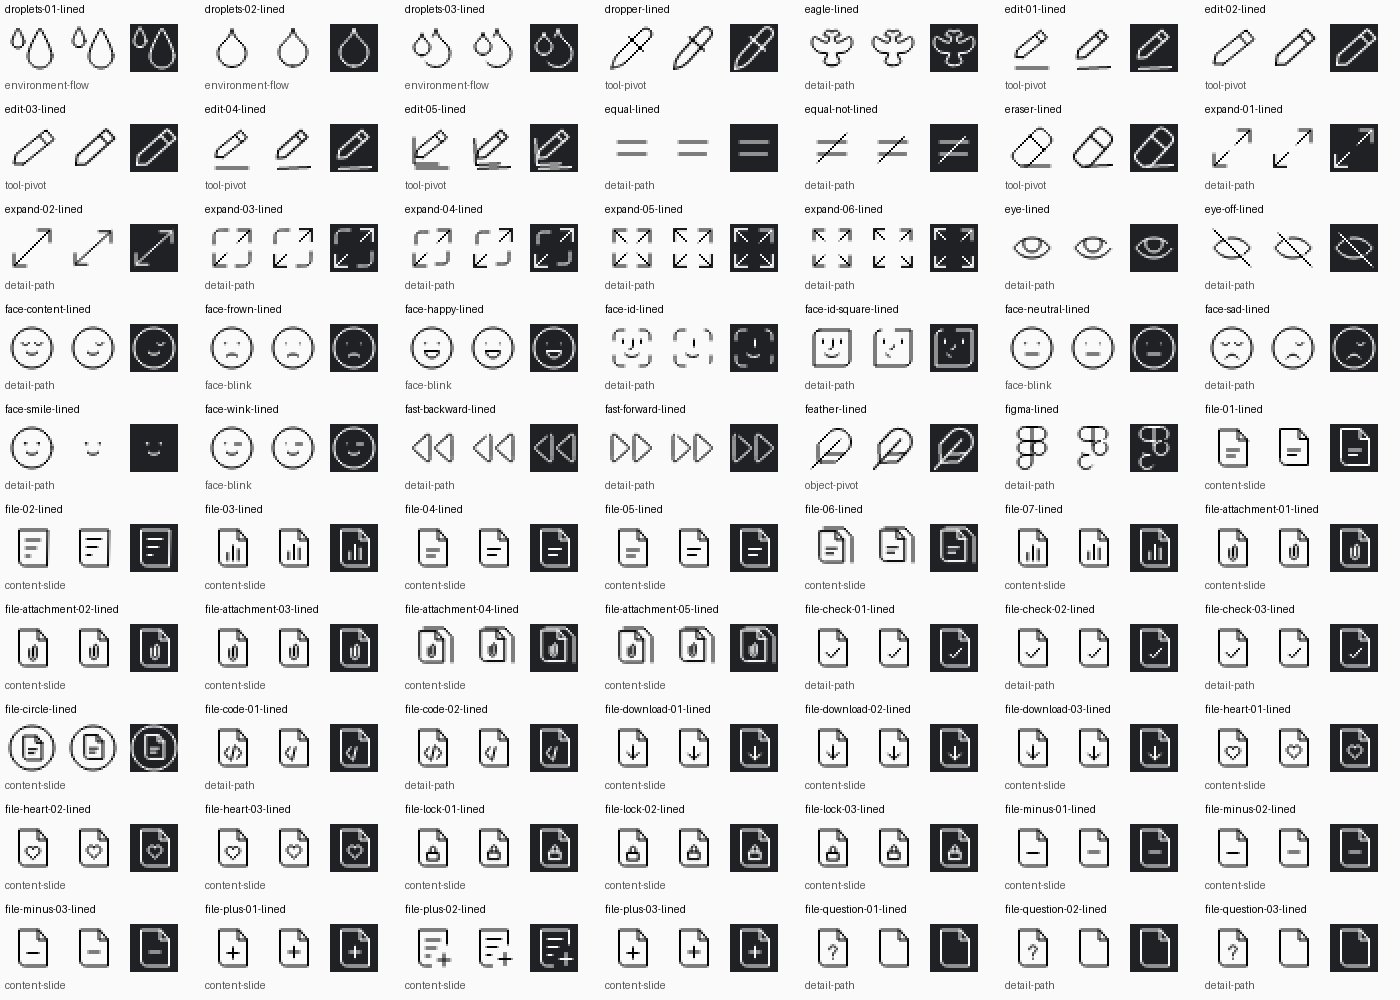 droplets-01-lined droplets-02-lined droplets-03-lined dropper-lined eagle-lined edit-01-lined edit-02-lined
environment-flow environment-flow environment-flow tool-pivot detail-path tool-pivot tool-pivot
edit-03-lined edit-04-lined edit-05-lined equal-lined equal-not-lined eraser-lined expand-01-lined
tool-pivot tool-pivot tool-pivot detail-path detail-path tool-pivot detail-path
expand-02-lined expand-03-lined expand-04-lined expand-05-lined expand-06-lined eye-lined eye-off-lined
detail-path detail-path detail-path detail-path detail-path detail-path detail-path
face-content-lined face-frown-lined face-happy-lined face-id-lined face-id-square-lined face-neutral-lined face-sad-lined
detail-path face-blink face-blink detail-path detail-path face-blink detail-path
face-smile-lined face-wink-lined fast-backward-lined fast-forward-lined feather-lined figma-lined file-01-lined
detail-path face-blink detail-path detail-path object-pivot detail-path content-slide
file-02-lined file-03-lined file-04-lined file-05-lined file-06-lined file-07-lined file-attachment-01-lined
content-slide content-slide content-slide content-slide content-slide content-slide content-slide
file-attachment-02-lined file-attachment-03-lined file-attachment-04-lined file-attachment-05-lined file-check-01-lined file-check-02-lined file-check-03-lined
content-slide content-slide content-slide content-slide detail-path detail-path detail-path
file-circle-lined file-code-01-lined file-code-02-lined file-download-01-lined file-download-02-lined file-download-03-lined file-heart-01-lined
content-slide detail-path detail-path content-slide content-slide content-slide content-slide
file-heart-02-lined file-heart-03-lined file-lock-01-lined file-lock-02-lined file-lock-03-lined file-minus-01-lined file-minus-02-lined
content-slide content-slide content-slide content-slide content-slide content-slide content-slide
file-minus-03-lined file-plus-01-lined file-plus-02-lined file-plus-03-lined file-question-01-lined file-question-02-lined file-question-03-lined
content-slide content-slide content-slide content-slide detail-path detail-path detail-path